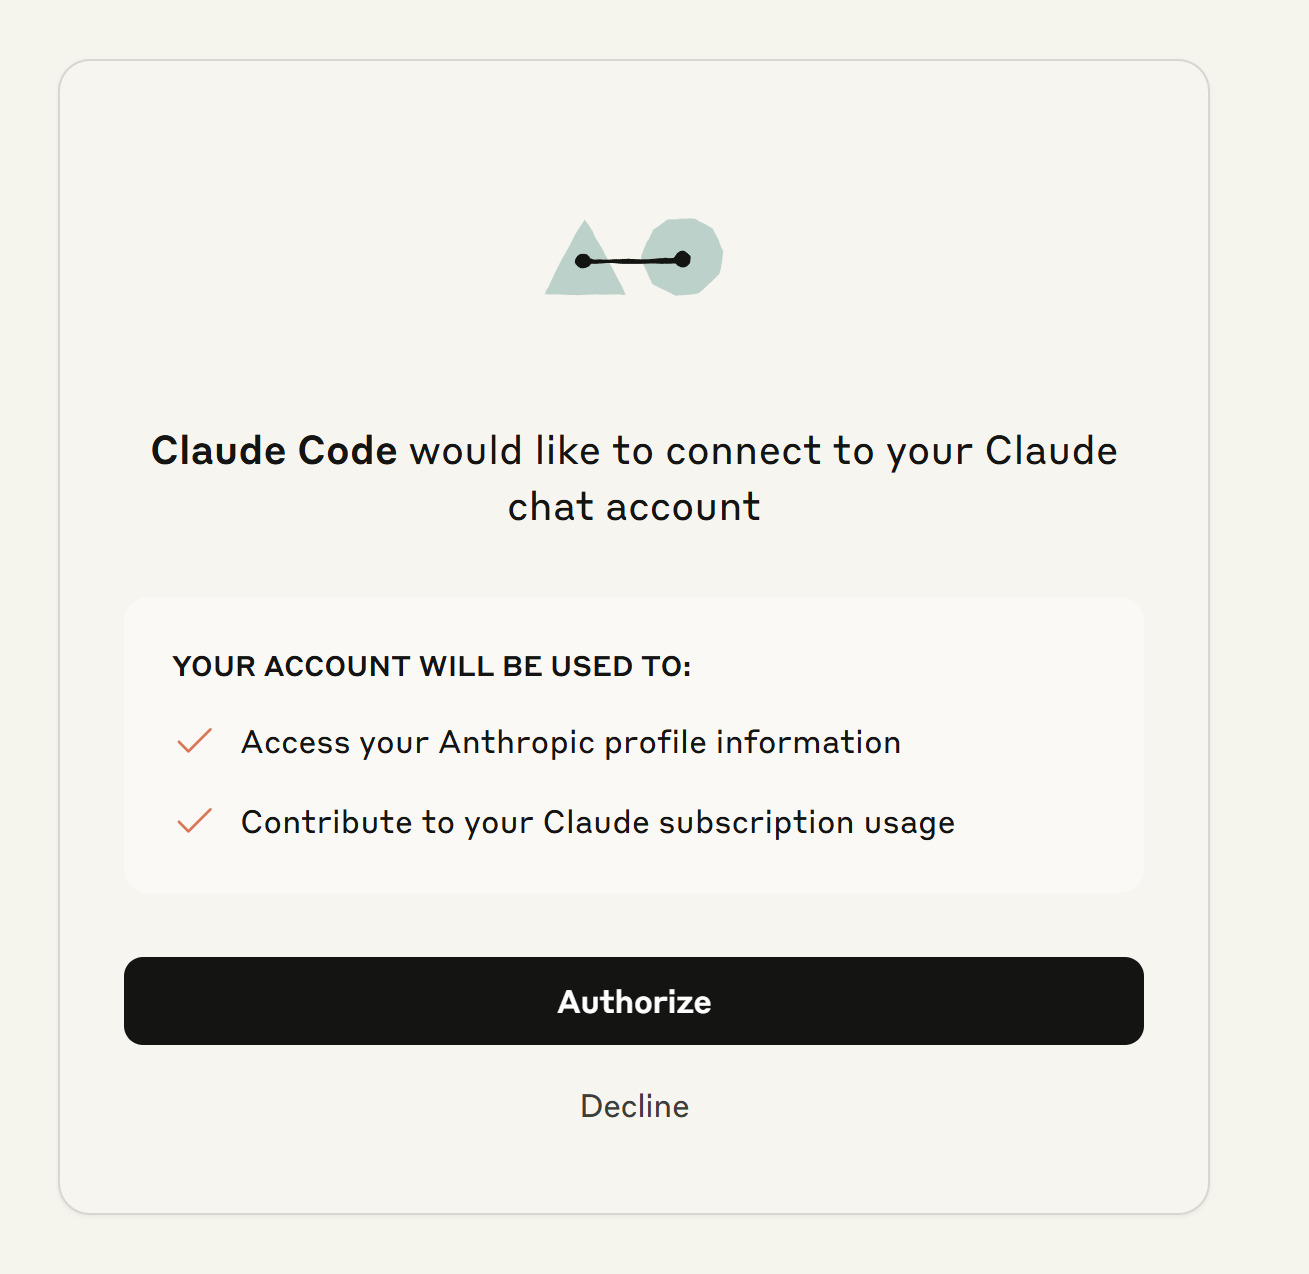 Claude Code would like to connect to your Claude
chat account
YOUR ACCOUNT WILL BE USED TO:
Access your Anthropic profile information
Contribute to your Claude subscription usage
Authorize
Decline